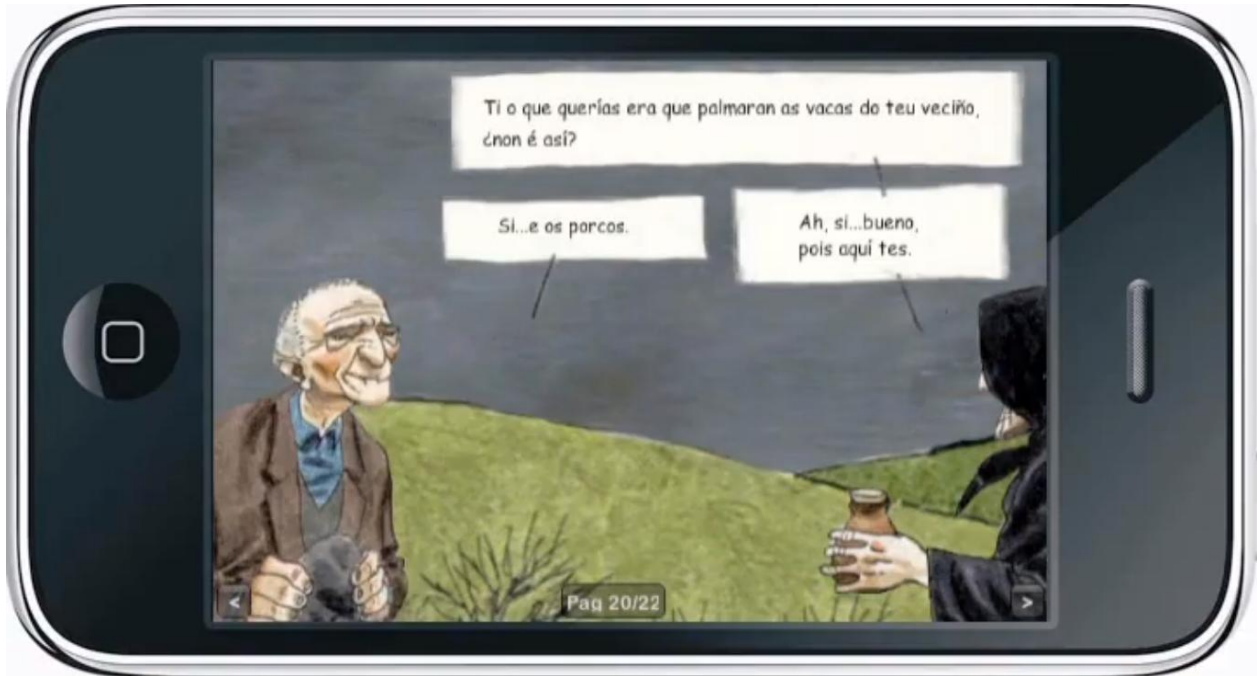 Ti o que querías era que palmaran as vacas do teu veciño,
¿non é así?
Si...e os porcos.
Ah, si...bueno,
pois aquí tes.
< Pag 20/22 >